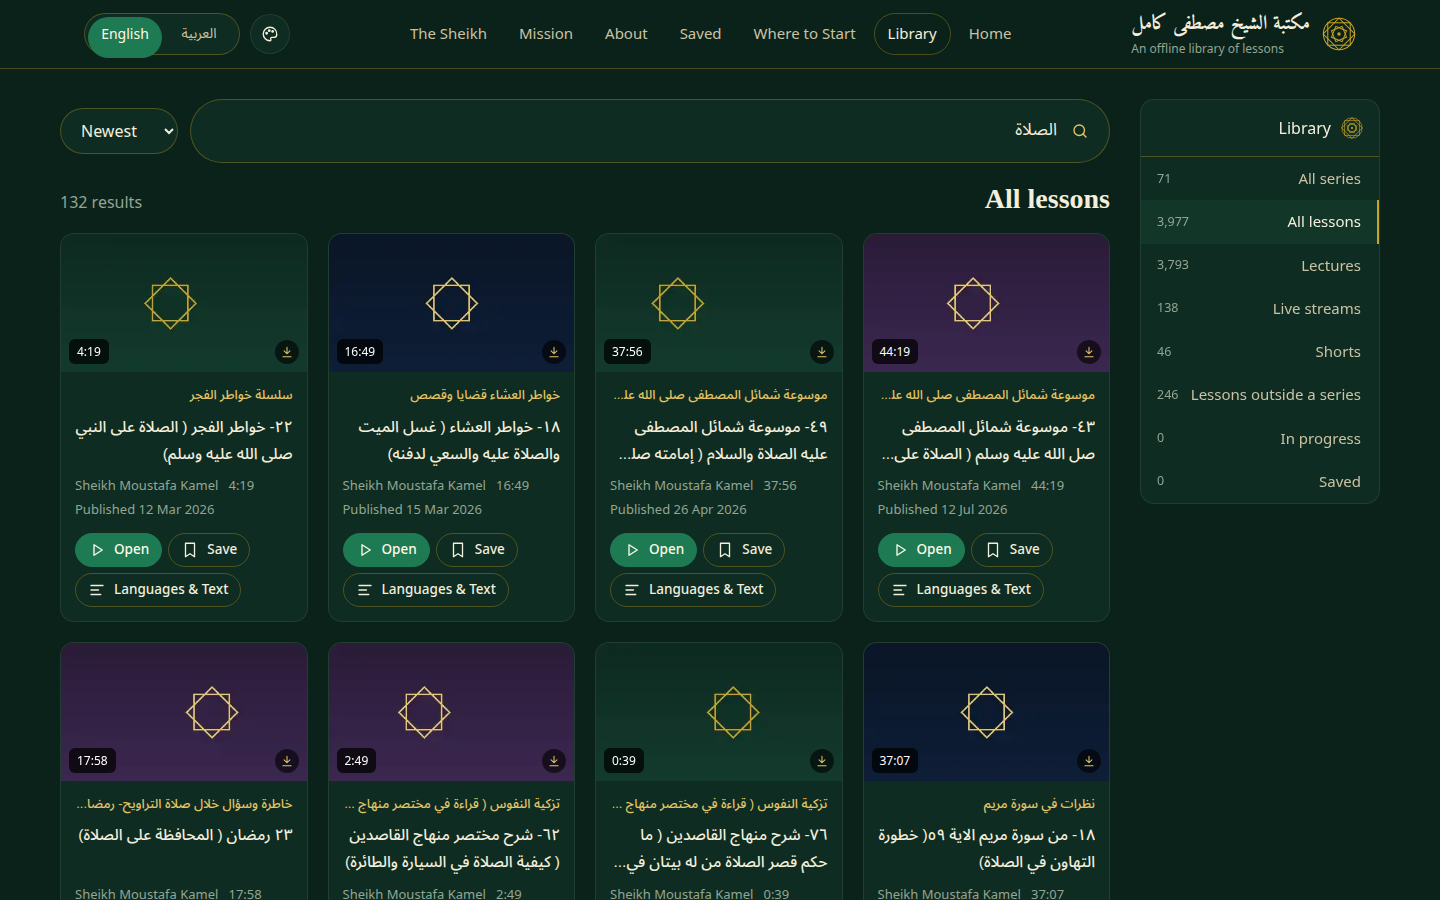 مكتبة الشيخ مصطفى كامل
An offline library of lessons
Home
Library
Where to Start
Saved
About
Mission
The Sheikh
العربية
English
Library
All series
71
All lessons
3,977
Lectures
3,793
Live streams
138
Shorts
46
Lessons outside a series
246
In progress
0
Saved
0
الصلاة
Newest
All lessons
132 results
44:19
موسوعة شمائل المصطفى صلى الله علـ...
٤٣- موسوعة شمائل المصطفى
صل الله عليه وسلم ( الصلاة على...
Sheikh Moustafa Kamel 44:19
Published 12 Jul 2026
Open
Save
Languages & Text
37:56
موسوعة شمائل المصطفى صلى الله علـ...
٤٩- موسوعة شمائل المصطفى
عليه الصلاة والسلام ( إمامته صلـ...
Sheikh Moustafa Kamel 37:56
Published 26 Apr 2026
Open
Save
Languages & Text
16:49
خواطر العشاء قضايا وقصص
١٨- خواطر العشاء ( غسل الميت
والصلاة عليه والسعي لدفنه)
Sheikh Moustafa Kamel 16:49
Published 15 Mar 2026
Open
Save
Languages & Text
4:19
سلسلة خواطر الفجر
٢٢- خواطر الفجر ( الصلاة على النبي
صلى الله عليه وسلم)
Sheikh Moustafa Kamel 4:19
Published 12 Mar 2026
Open
Save
Languages & Text
37:07
نظرات في سورة مريم
١٨- من سورة مريم الاية ٥٩( خطورة
التهاون في الصلاة)
Sheikh Moustafa Kamel 37:07
0:39
تزكية النفوس ( قراءة في مختصر منهاج ...
٧٦- شرح منهاج القاصدين ( ما
حكم قصر الصلاة من له بيتان في...
Sheikh Moustafa Kamel 0:39
2:49
تزكية النفوس ( قراءة في مختصر منهاج ...
٦٢- شرح مختصر منهاج القاصدين
( كيفية الصلاة في السيارة والطائرة)
Sheikh Moustafa Kamel 2:49
17:58
خاطرة وسؤال خلال صلاة التراويح- رمضا...
٢٣ رمضان ( المحافظة على الصلاة)
Sheikh Moustafa Kamel 17:58